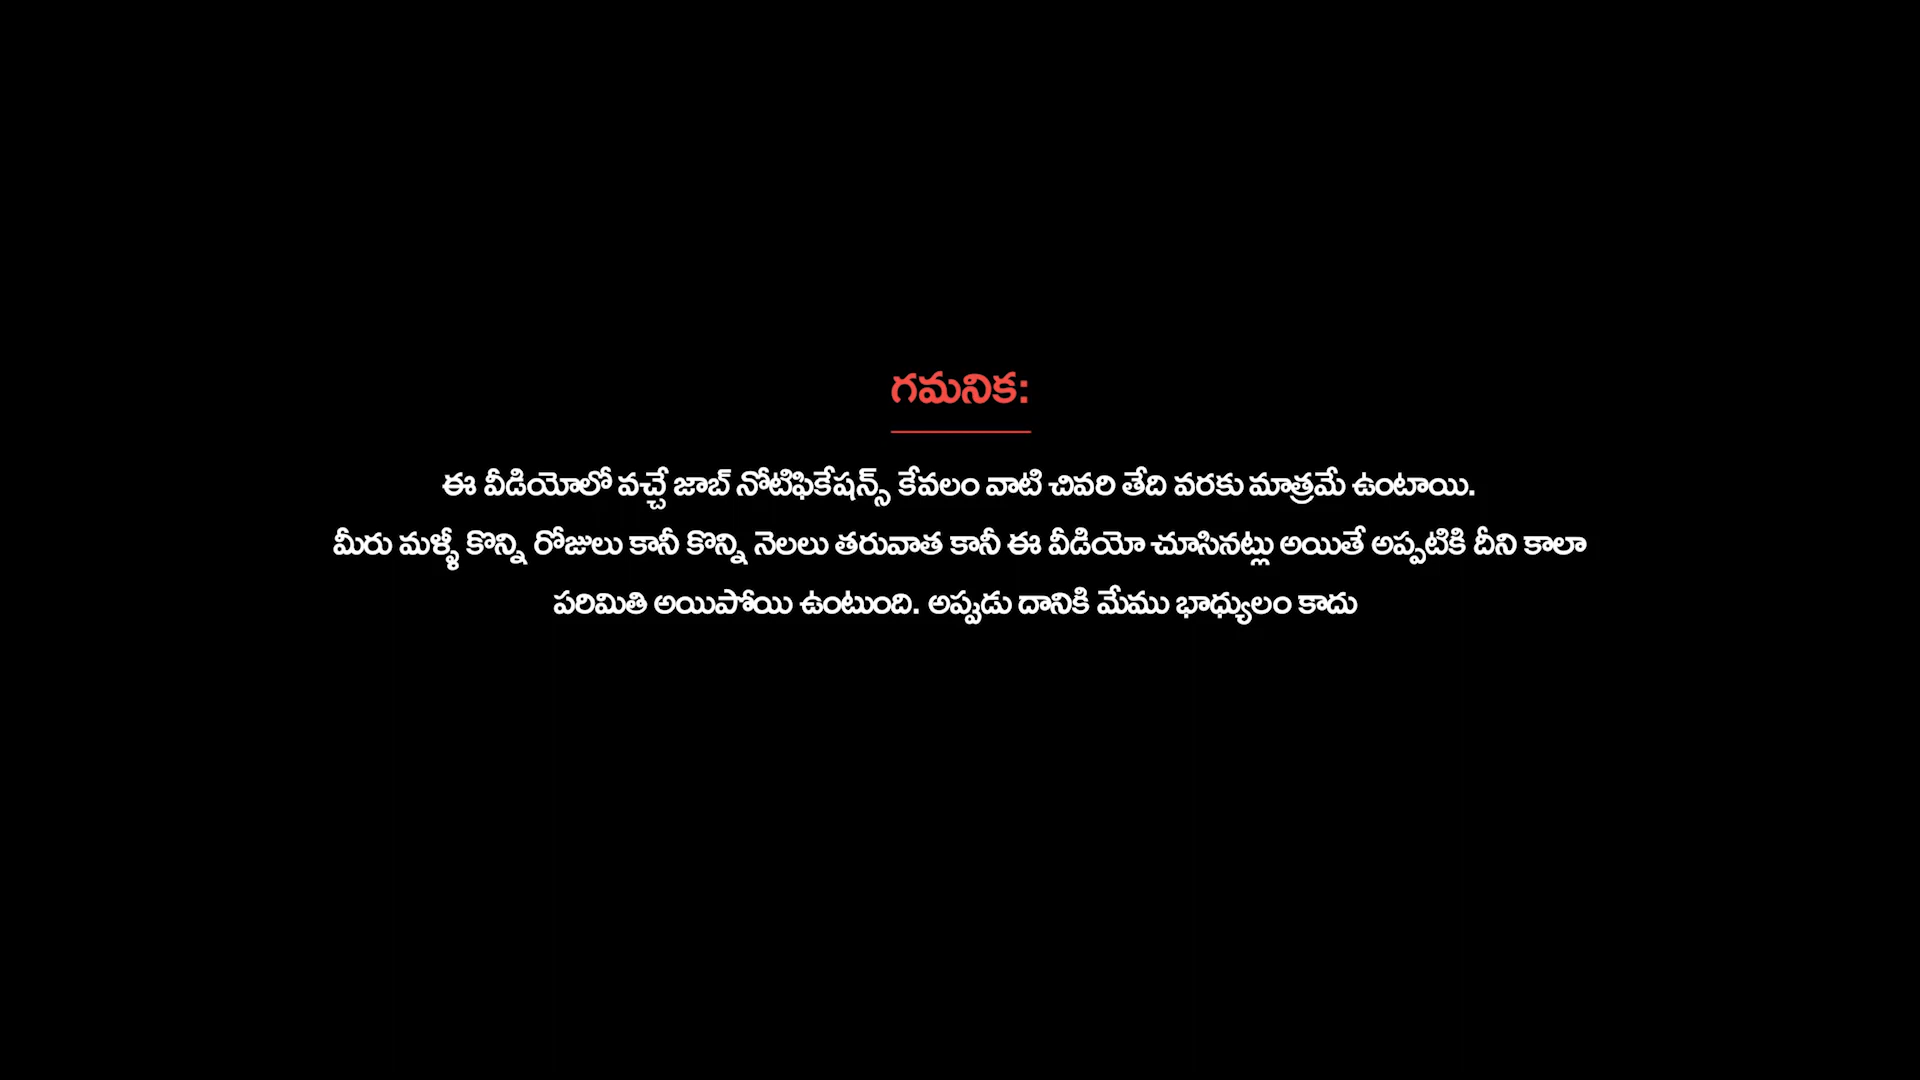 గమనిక:
ఈ వీడియోలో వచ్చే జాబ్ నోటిఫికేషన్స్ కేవలం వాటి చివరి తేది వరకు మాత్రమే ఉంటాయి.
మీరు మళ్ళీ కొన్ని రోజులు కానీ కొన్ని నెలలు తరువాత కానీ ఈ వీడియో చూసినట్లు అయితే అప్పటికి దీని కాలా
పరిమితి అయిపోయి ఉంటుంది. అప్పుడు దానికి మేము భాధ్యులం కాదు